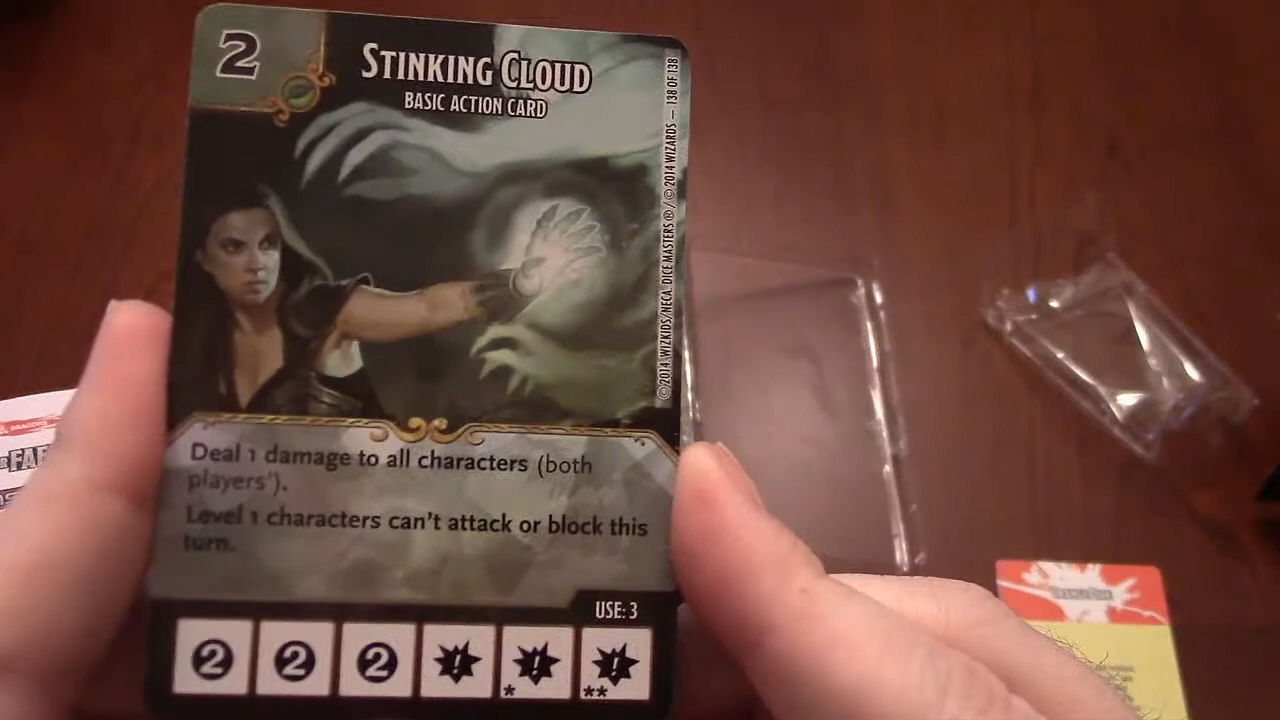 2
STINKING CLOUD
BASIC ACTION CARD
©2014 WIZKIDS/NECA. DICE MASTERS®/©2014 WIZARDS — 138 OF 138
Deal 1 damage to all characters (both
players').
Level 1 characters can't attack or block this
turn.
USE: 3
2 2 2 ! ! !
* **
DRAGONS